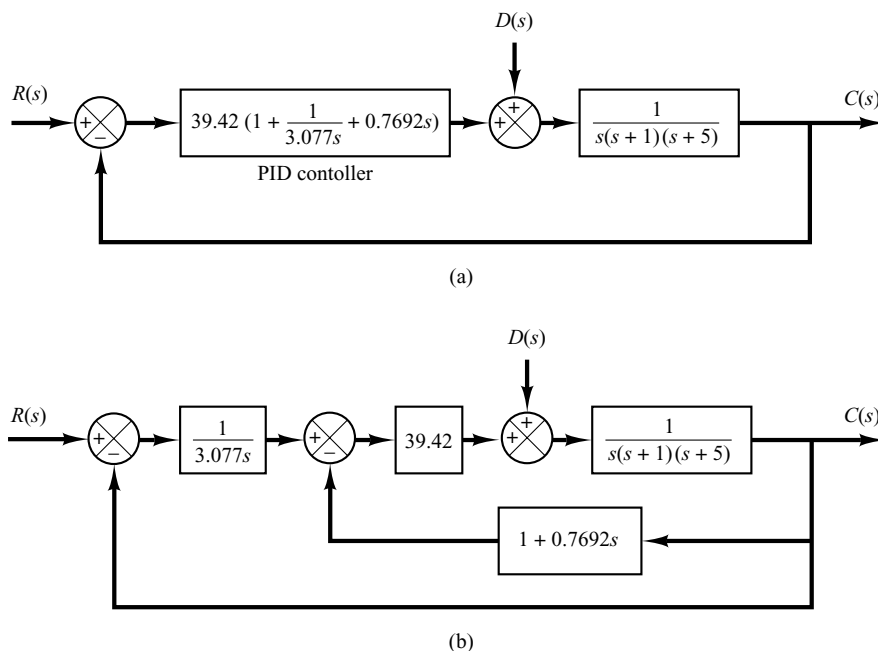 D(s)
R(s)
C(s)
+
−
39.42 (1 + 1/3.077s + 0.7692s)
+
+
1/s(s + 1)(s + 5)
PID contoller
(a)
D(s)
R(s)
C(s)
+
−
1/3.077s
+
−
39.42
+
+
1/s(s + 1)(s + 5)
1 + 0.7692s
(b)